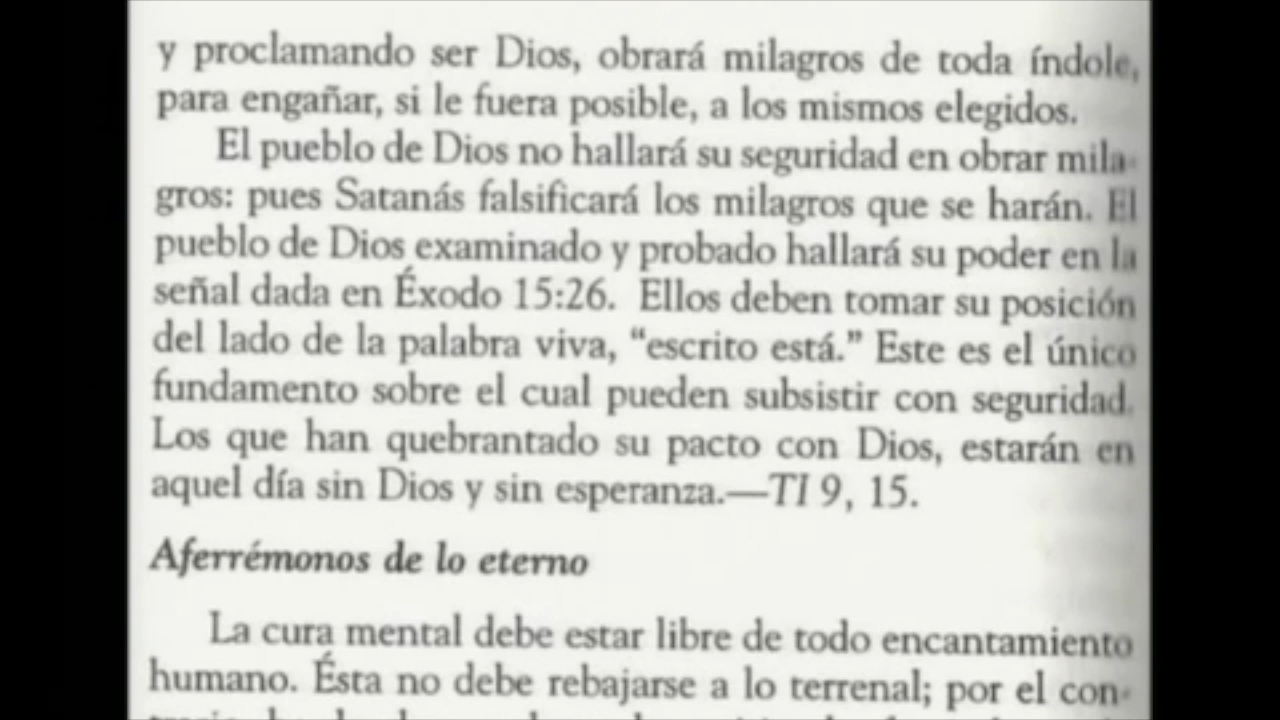 y proclamando ser Dios, obrará milagros de toda índole,
para engañar, si le fuera posible, a los mismos elegidos.
El pueblo de Dios no hallará su seguridad en obrar mila-
gros: pues Satanás falsificará los milagros que se harán. El
pueblo de Dios examinado y probado hallará su poder en la
señal dada en Éxodo 15:26. Ellos deben tomar su posición
del lado de la palabra viva, “escrito está.” Este es el único
fundamento sobre el cual pueden subsistir con seguridad.
Los que han quebrantado su pacto con Dios, estarán en
aquel día sin Dios y sin esperanza.—TI 9, 15.
Aferrémonos de lo eterno
La cura mental debe estar libre de todo encantamiento
humano. Ésta no debe rebajarse a lo terrenal; por el con-